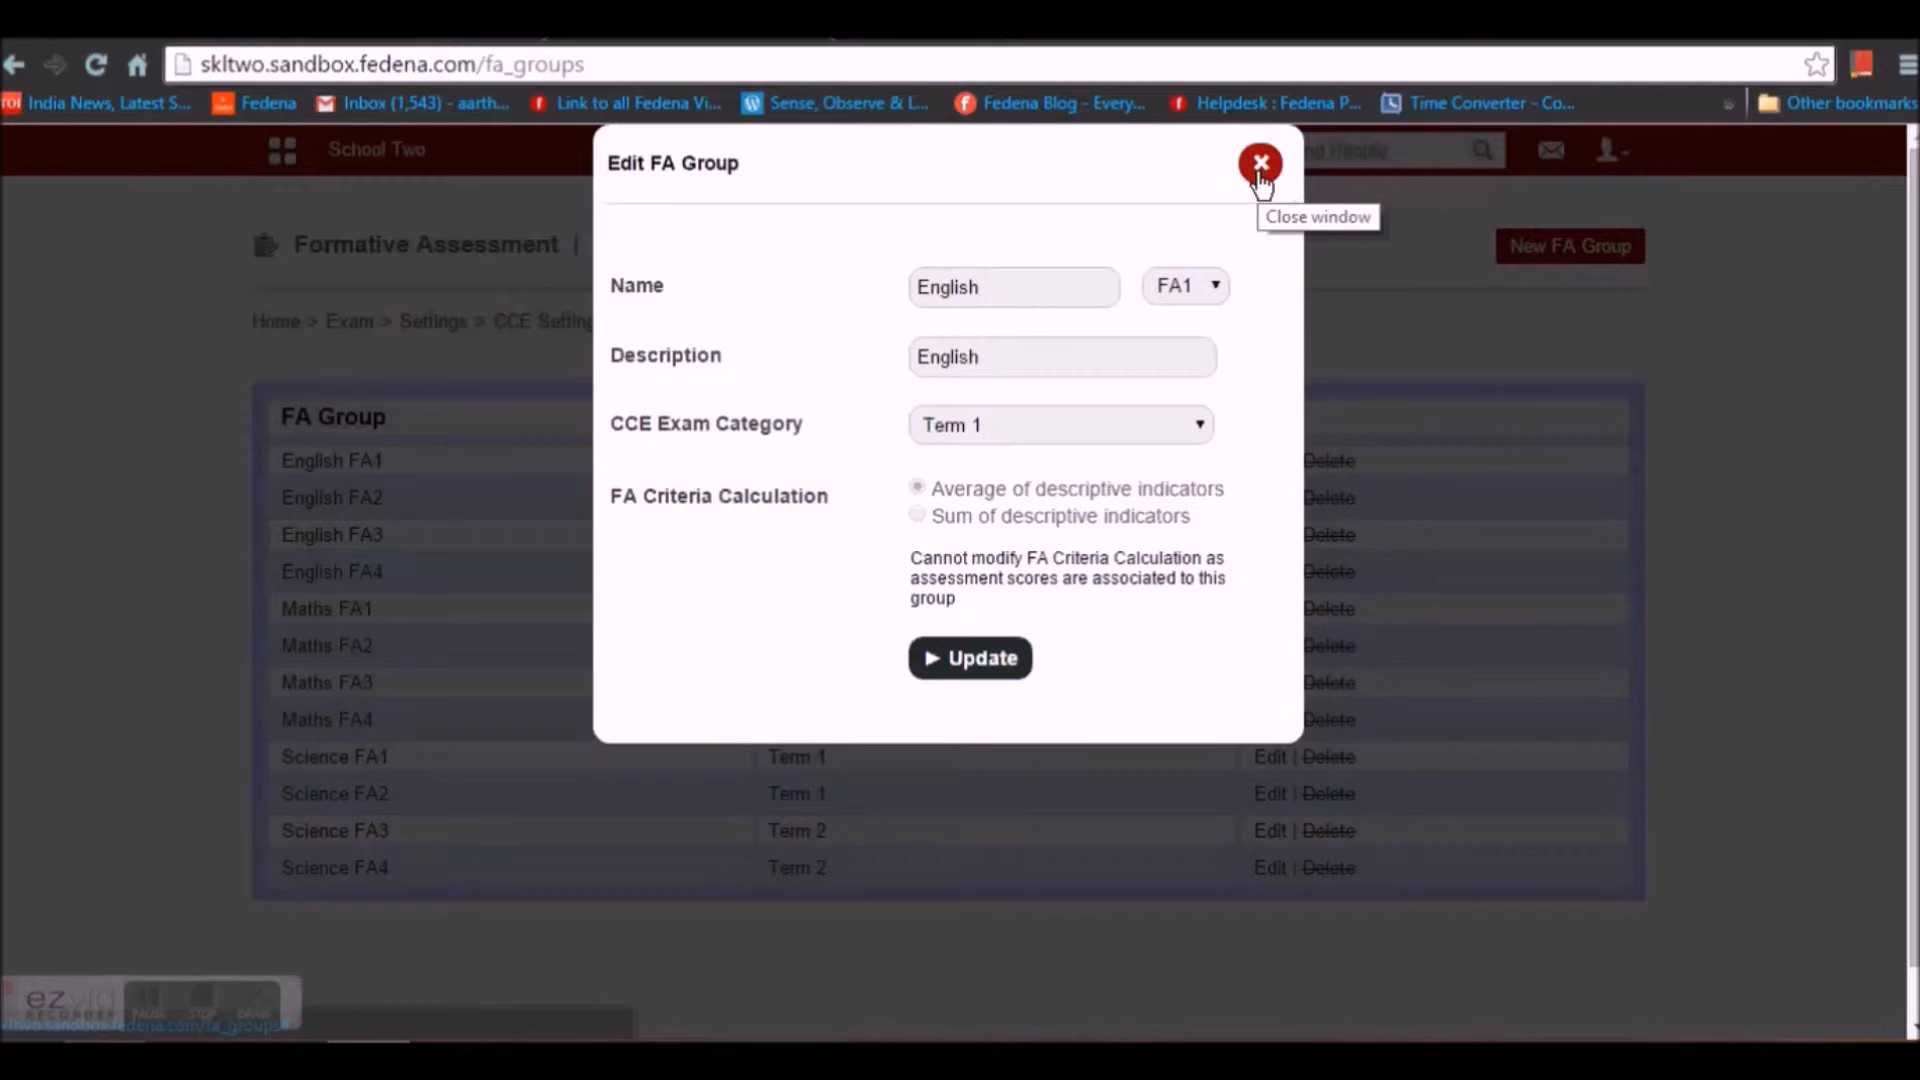 skltwo.sandbox.fedena.com/fa_groups
India News, Latest S... Fedena Inbox (1,543) - aarth... Link to all Fedena Vi... Sense, Observe & L... Fedena Blog - Every... Helpdesk : Fedena P... Time Converter - Co... » Other bookmarks
School Two
Edit FA Group
Close window
Formative Assessment |
New FA Group
Name English FA1
Home > Exam > Settings > CCE Setting
Description English
CCE Exam Category Term 1
FA Criteria Calculation
Average of descriptive indicators
Sum of descriptive indicators
Cannot modify FA Criteria Calculation as
assessment scores are associated to this
group
Update
FA Group
English FA1 Delete
English FA2 Delete
English FA3 Delete
English FA4 Delete
Maths FA1 Delete
Maths FA2 Delete
Maths FA3 Delete
Maths FA4 Delete
Science FA1 Term 1 Edit | Delete
Science FA2 Term 1 Edit | Delete
Science FA3 Term 2 Edit | Delete
Science FA4 Term 2 Edit | Delete
ezvid
RECORDER PAUSE STOP DRAW